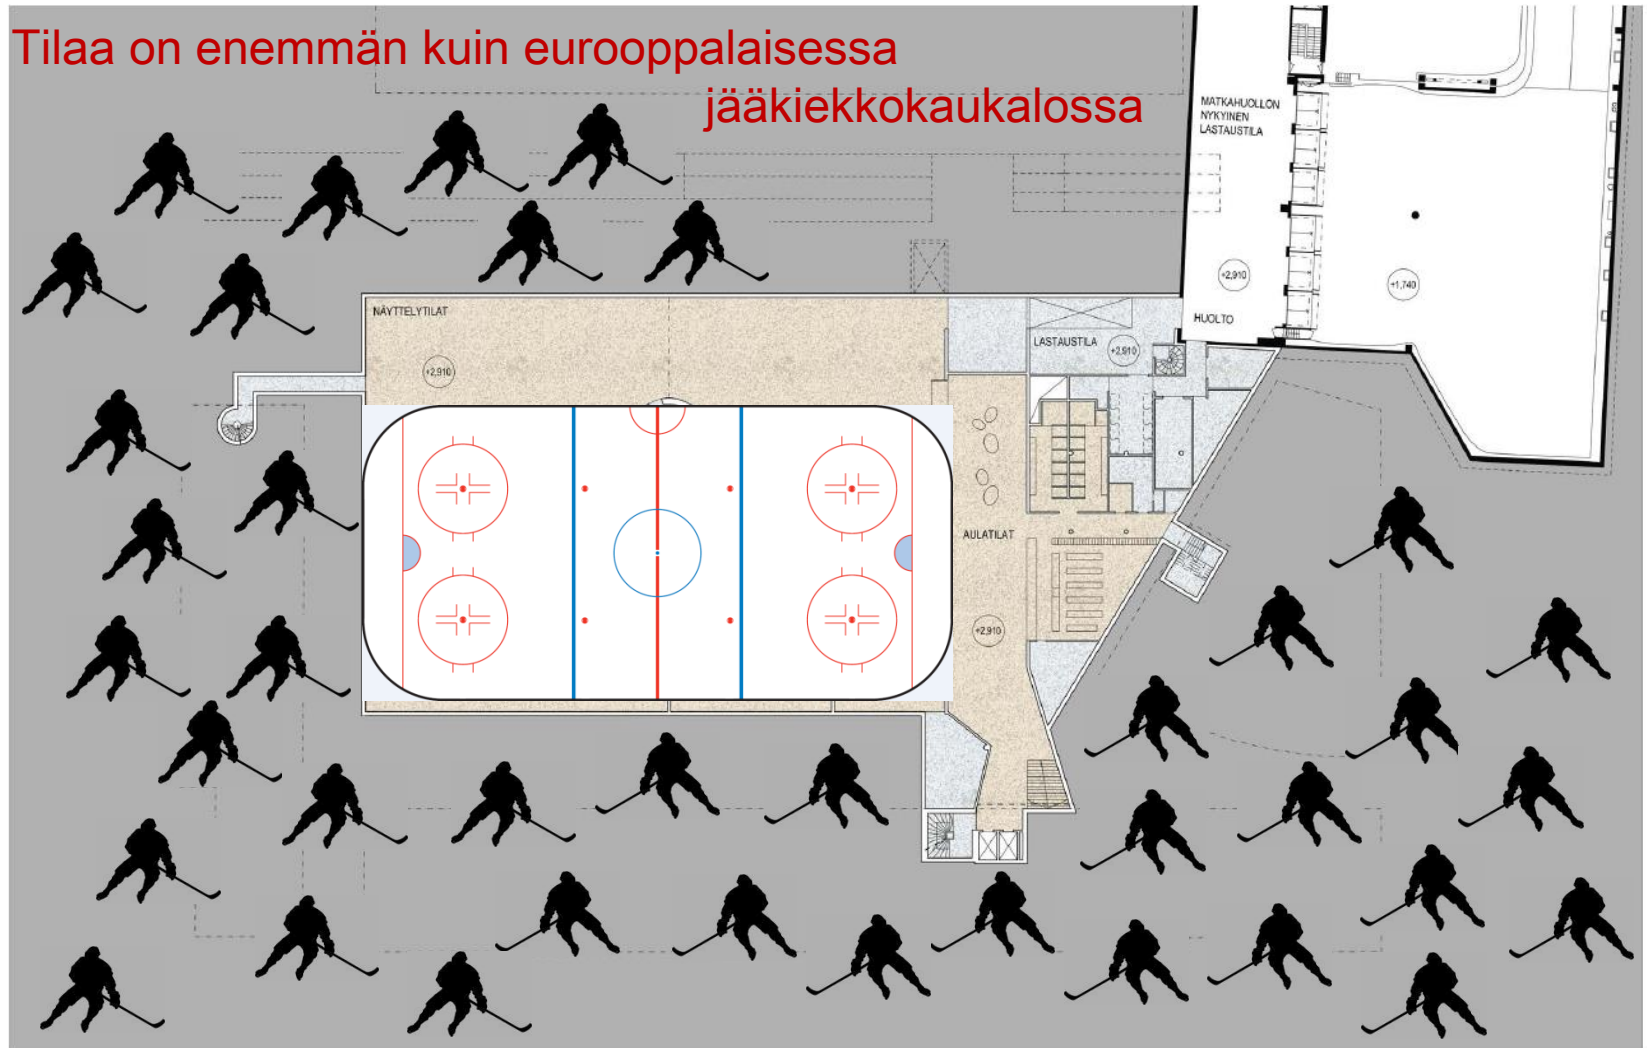 Tilaa on enemmän kuin eurooppalaisessa
jääkiekkokaukalossa
MATKAHUOLLON
NYKYINEN
LASTAUSTILA
+2,910
+1,740
HUOLTO
NÄYTTELYTILAT
+2,910
LASTAUSTILA
+2,910
AULATILAT
+2,910